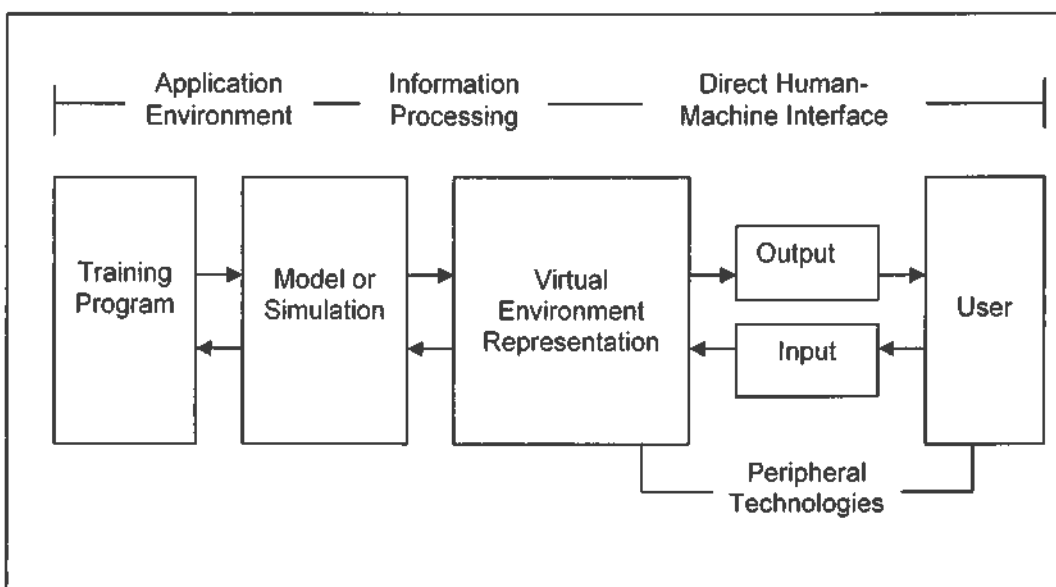 Application
Environment
Information
Processing
Direct Human-
Machine Interface
Training
Program
Model or
Simulation
Virtual
Environment
Representation
Output
Input
User
Peripheral
Technologies